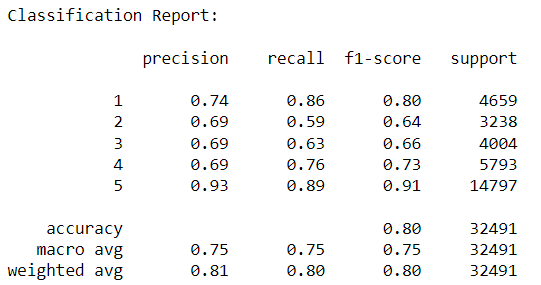 Classification Report:
precision recall f1-score support
1 0.74 0.86 0.80 4659
2 0.69 0.59 0.64 3238
3 0.69 0.63 0.66 4004
4 0.69 0.76 0.73 5793
5 0.93 0.89 0.91 14797
accuracy 0.80 32491
macro avg 0.75 0.75 0.75 32491
weighted avg 0.81 0.80 0.80 32491